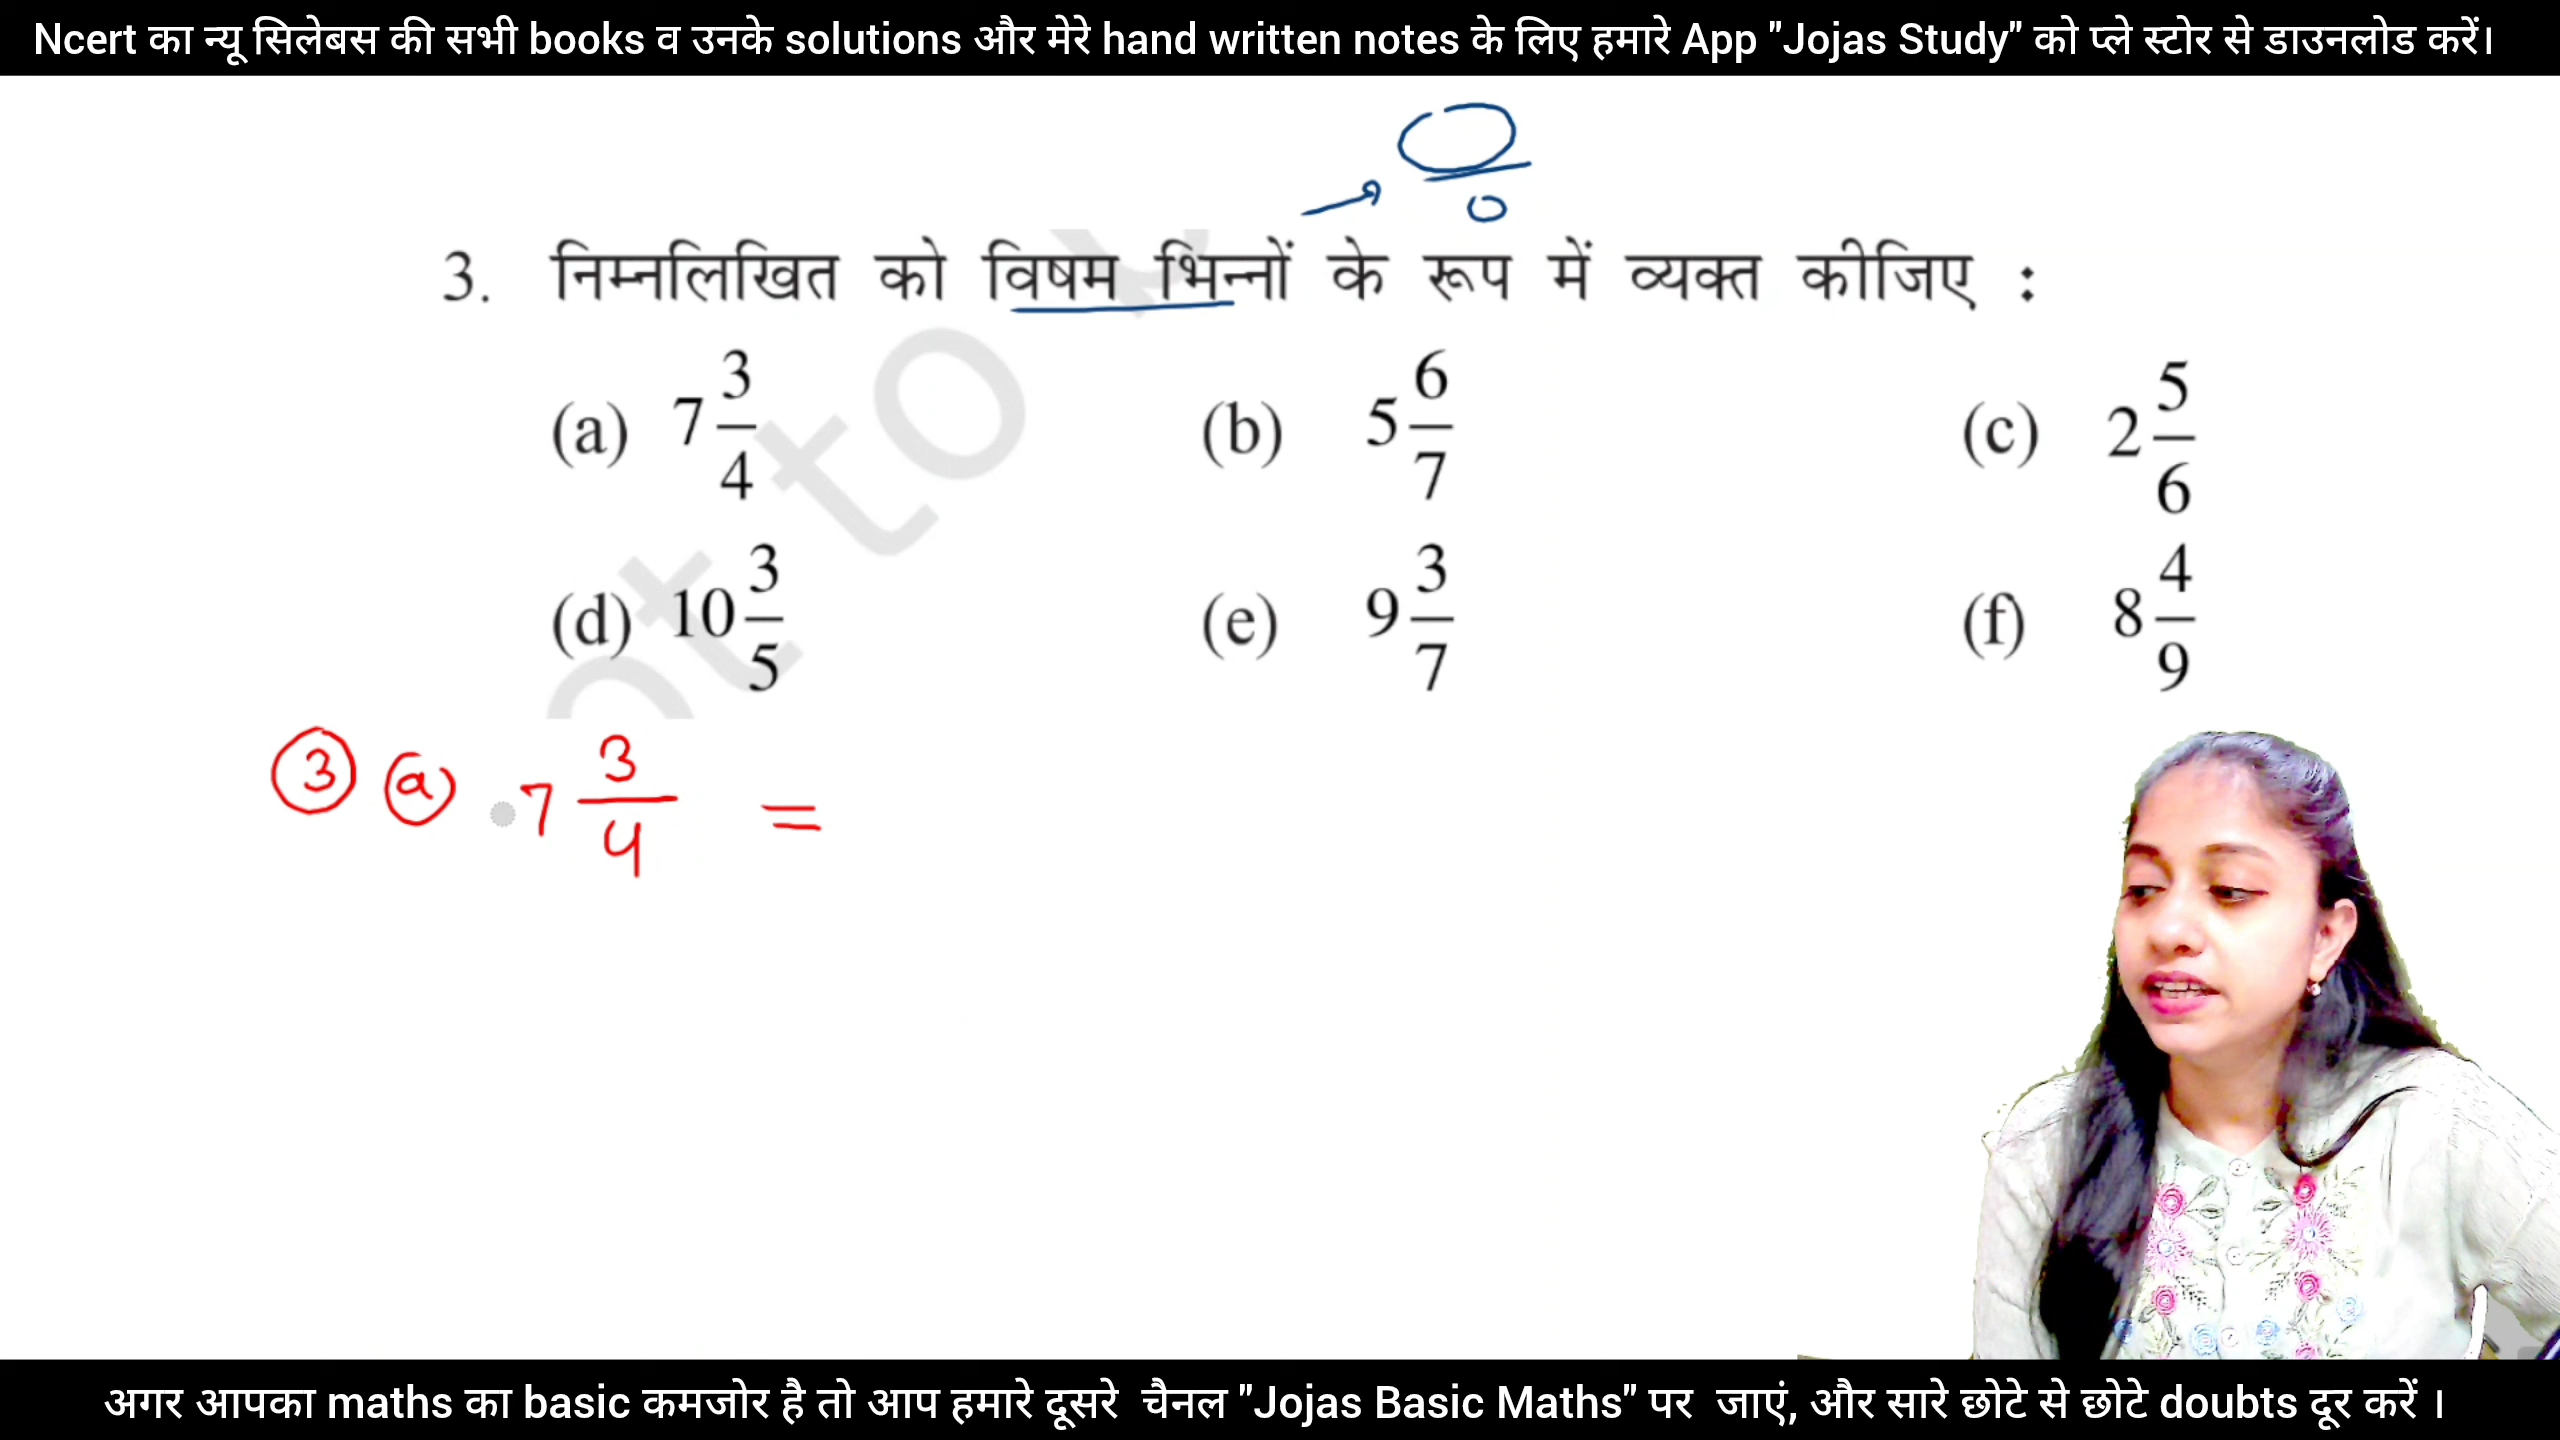 Ncert का न्यू सिलेबस की सभी books व उनके solutions और मेरे hand written notes के लिए हमारे App "Jojas Study" को प्ले स्टोर से डाउनलोड करें।
3. निम्नलिखित को विषम भिन्नों के रूप में व्यक्त कीजिए :
(a) 7 3/4 (b) 5 6/7 (c) 2 5/6
(d) 10 3/5 (e) 9 3/7 (f) 8 4/9
3 a 7 3/4 =
अगर आपका maths का basic कमजोर है तो आप हमारे दूसरे चैनल "Jojas Basic Maths" पर जाएं, और सारे छोटे से छोटे doubts दूर करें ।